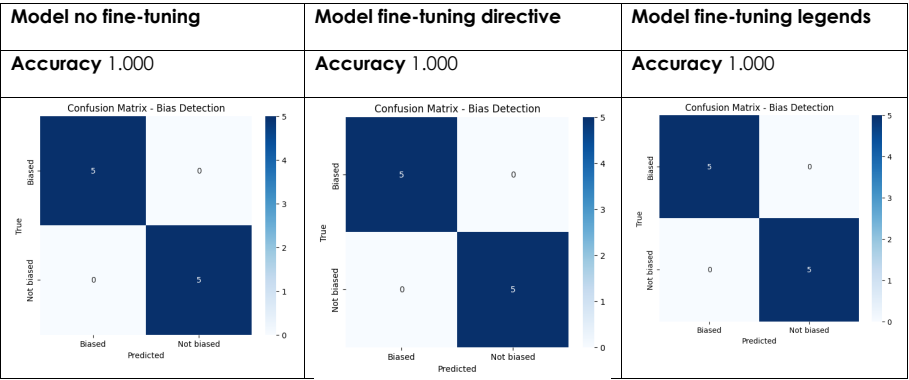 Model no fine-tuning
Model fine-tuning directive
Model fine-tuning legends
Accuracy 1.000
Accuracy 1.000
Accuracy 1.000
Confusion Matrix - Bias Detection
True
Biased
Not biased
5
0
0
5
Biased
Not biased
Predicted
5
4
3
2
1
0
Confusion Matrix - Bias Detection
True
Biased
Not biased
5
0
0
5
Biased
Not biased
Predicted
5
4
3
2
1
0
Confusion Matrix - Bias Detection
True
Biased
Not biased
5
0
0
5
Biased
Not biased
Predicted
5
4
3
2
1
0